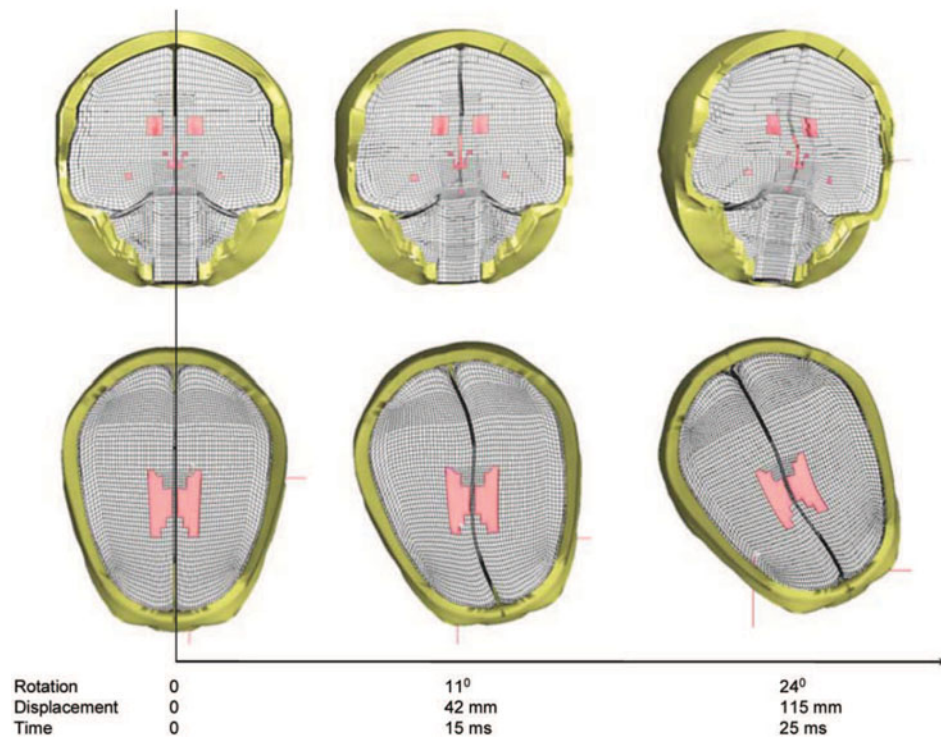 Rotation 0 11⁰ 24⁰
Displacement 0 42 mm 115 mm
Time 0 15 ms 25 ms